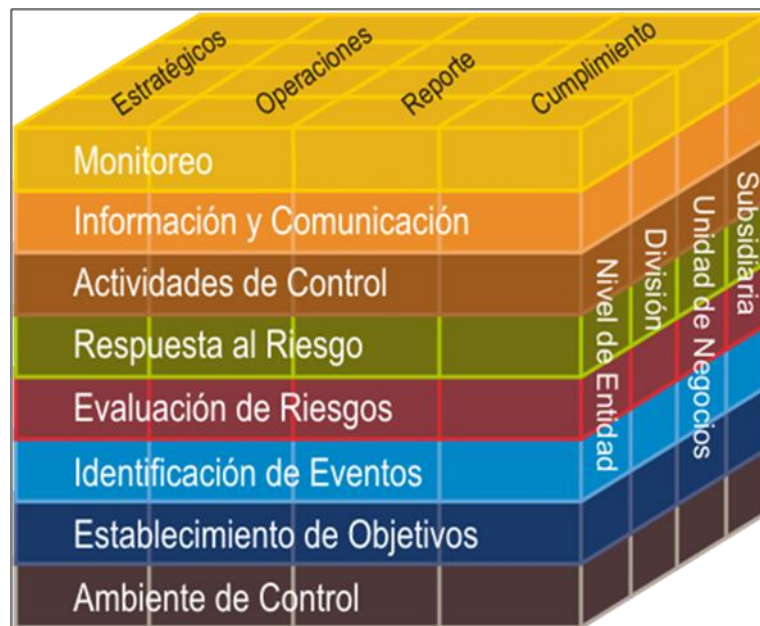 Estratégicos
Operaciones
Reporte
Cumplimiento
Monitoreo
Información y Comunicación
Actividades de Control
Respuesta al Riesgo
Evaluación de Riesgos
Identificación de Eventos
Establecimiento de Objetivos
Ambiente de Control
Nivel de Entidad
División
Unidad de Negocios
Subsidiaria